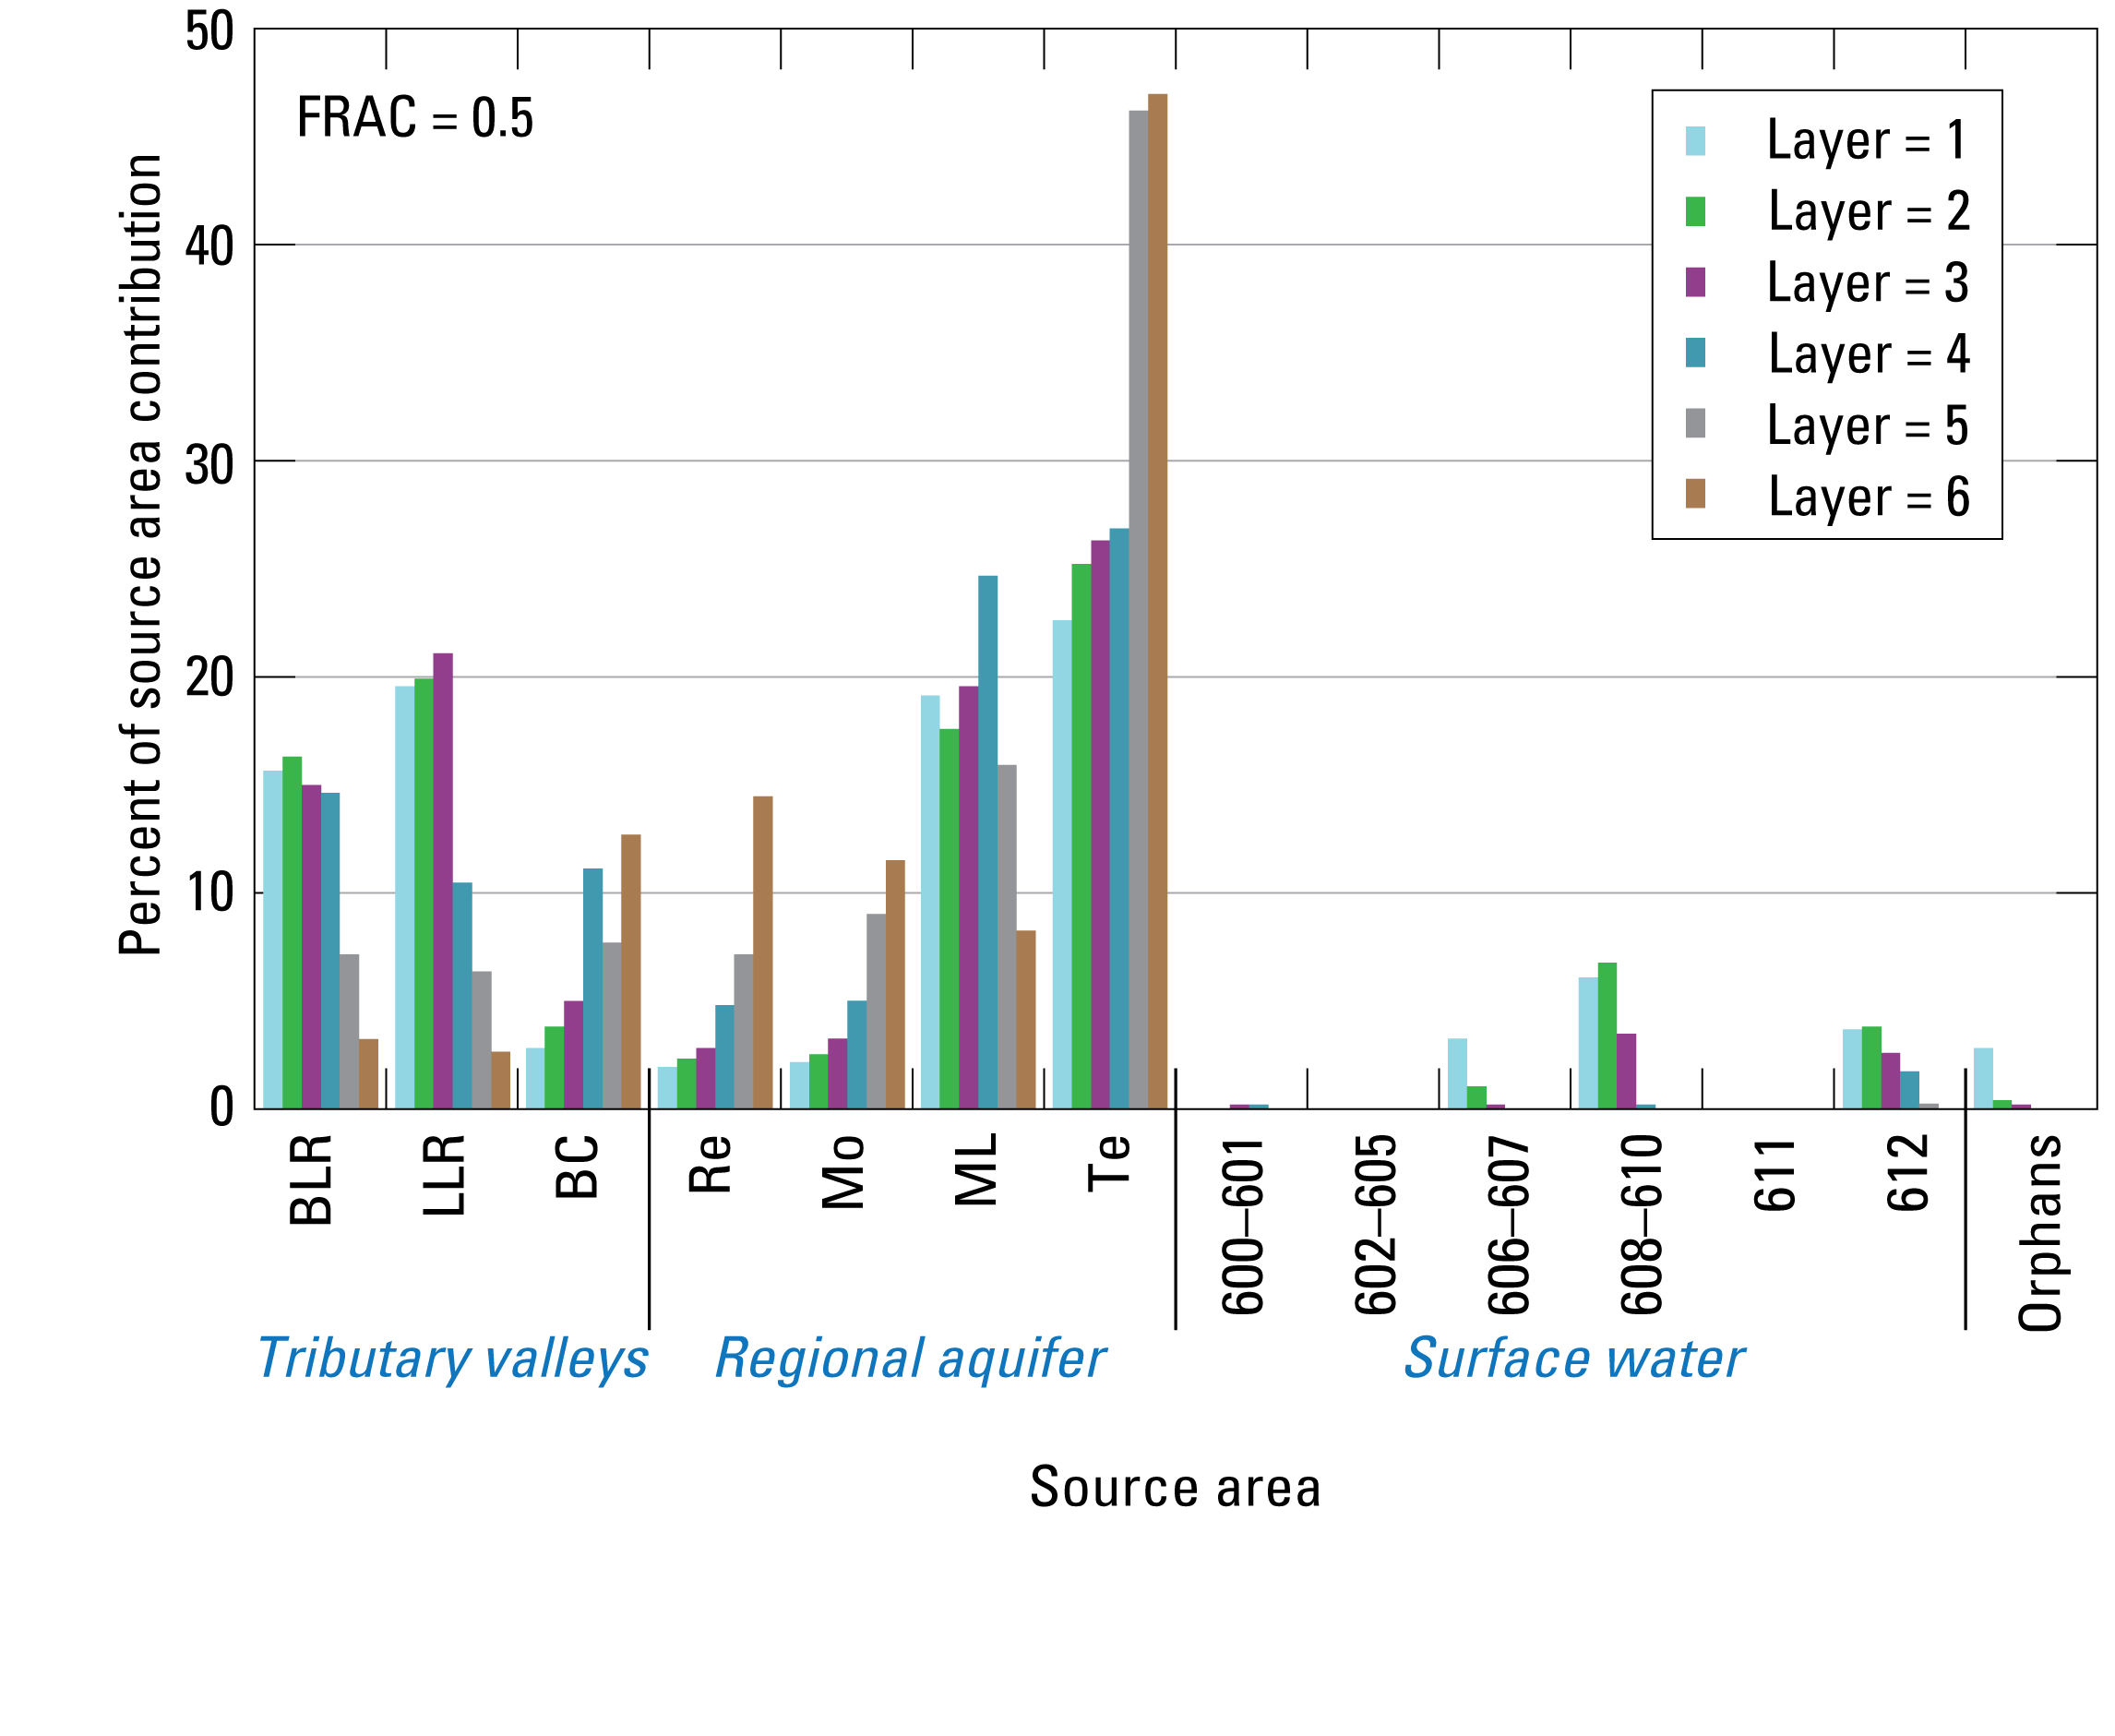 50
40
30
20
10
0
Percent of source area contribution
FRAC = 0.5
Layer = 1
Layer = 2
Layer = 3
Layer = 4
Layer = 5
Layer = 6
BLR
LLR
BC
Re
Mo
ML
Te
600–601
602–605
606–607
608–610
611
612
Orphans
Tributary valleys
Regional aquifer
Surface water
Source area